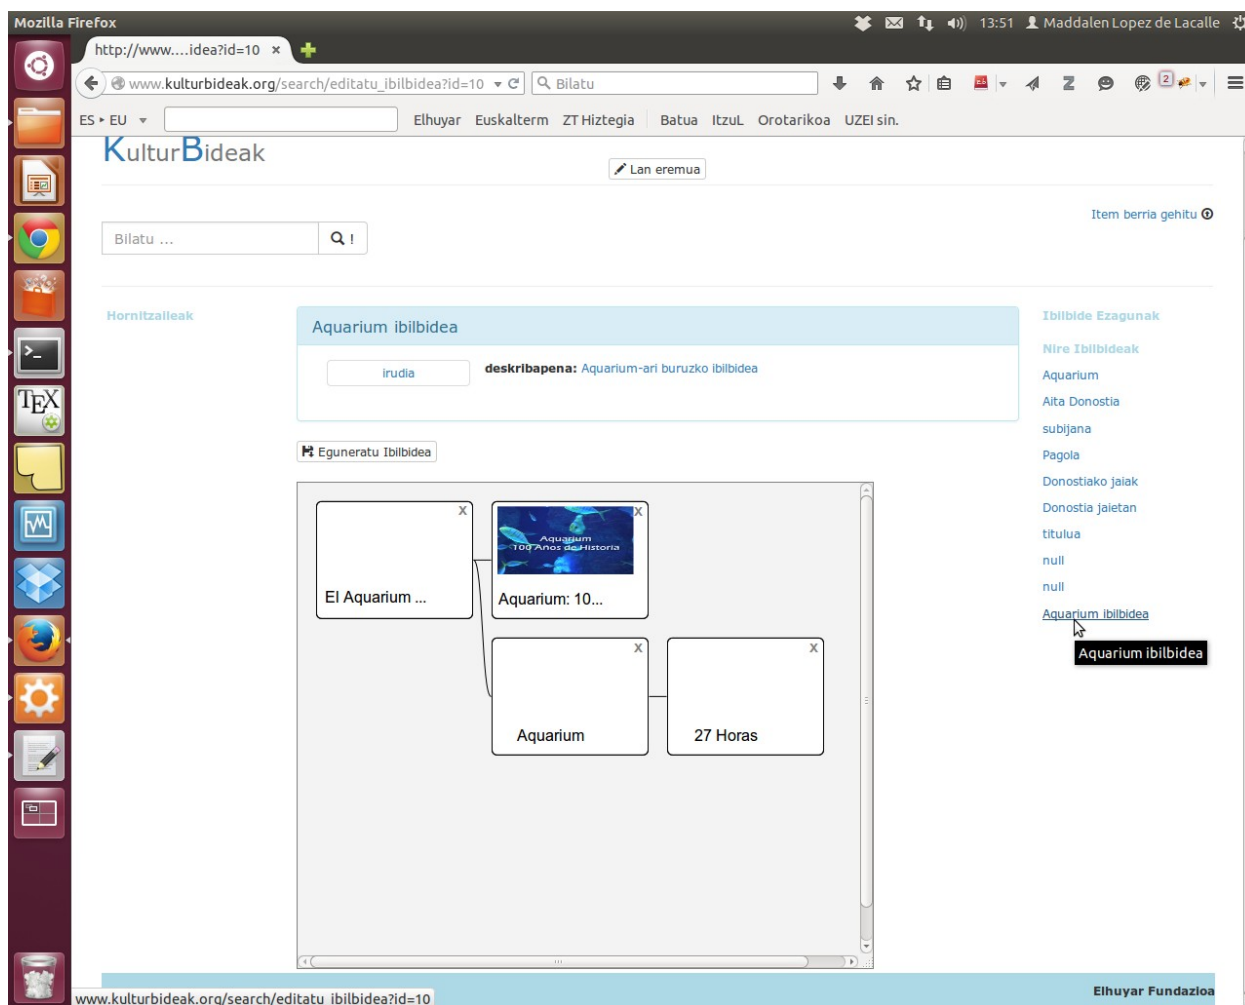 Mozilla Firefox
13:51 Maddalen Lopez de Lacalle
http://www....idea?id=10 ×
www.kulturbideak.org/search/editatu_ibilbidea?id=10
Bilatu
2
ES ▸ EU
Elhuyar Euskalterm ZT Hiztegia Batua ItzuL Orotarikoa UZEI sin.
KulturBideak
Lan eremua
Item berria gehitu
Bilatu ...
!
Hornitzaileak
Aquarium ibilbidea
irudia
deskribapena: Aquarium-ari buruzko ibilbidea
Eguneratu Ibilbidea
X
El Aquarium ...
X
Aquarium
100 Años de Historia
Aquarium: 10...
X
Aquarium
X
27 Horas
Ibilbide Ezagunak
Nire Ibilbideak
Aquarium
Aita Donostia
subijana
Pagola
Donostiako jaiak
Donostia jaietan
titulua
null
null
Aquarium ibilbidea
Aquarium ibilbidea
Elhuyar Fundazioa
www.kulturbideak.org/search/editatu_ibilbidea?id=10
TEX